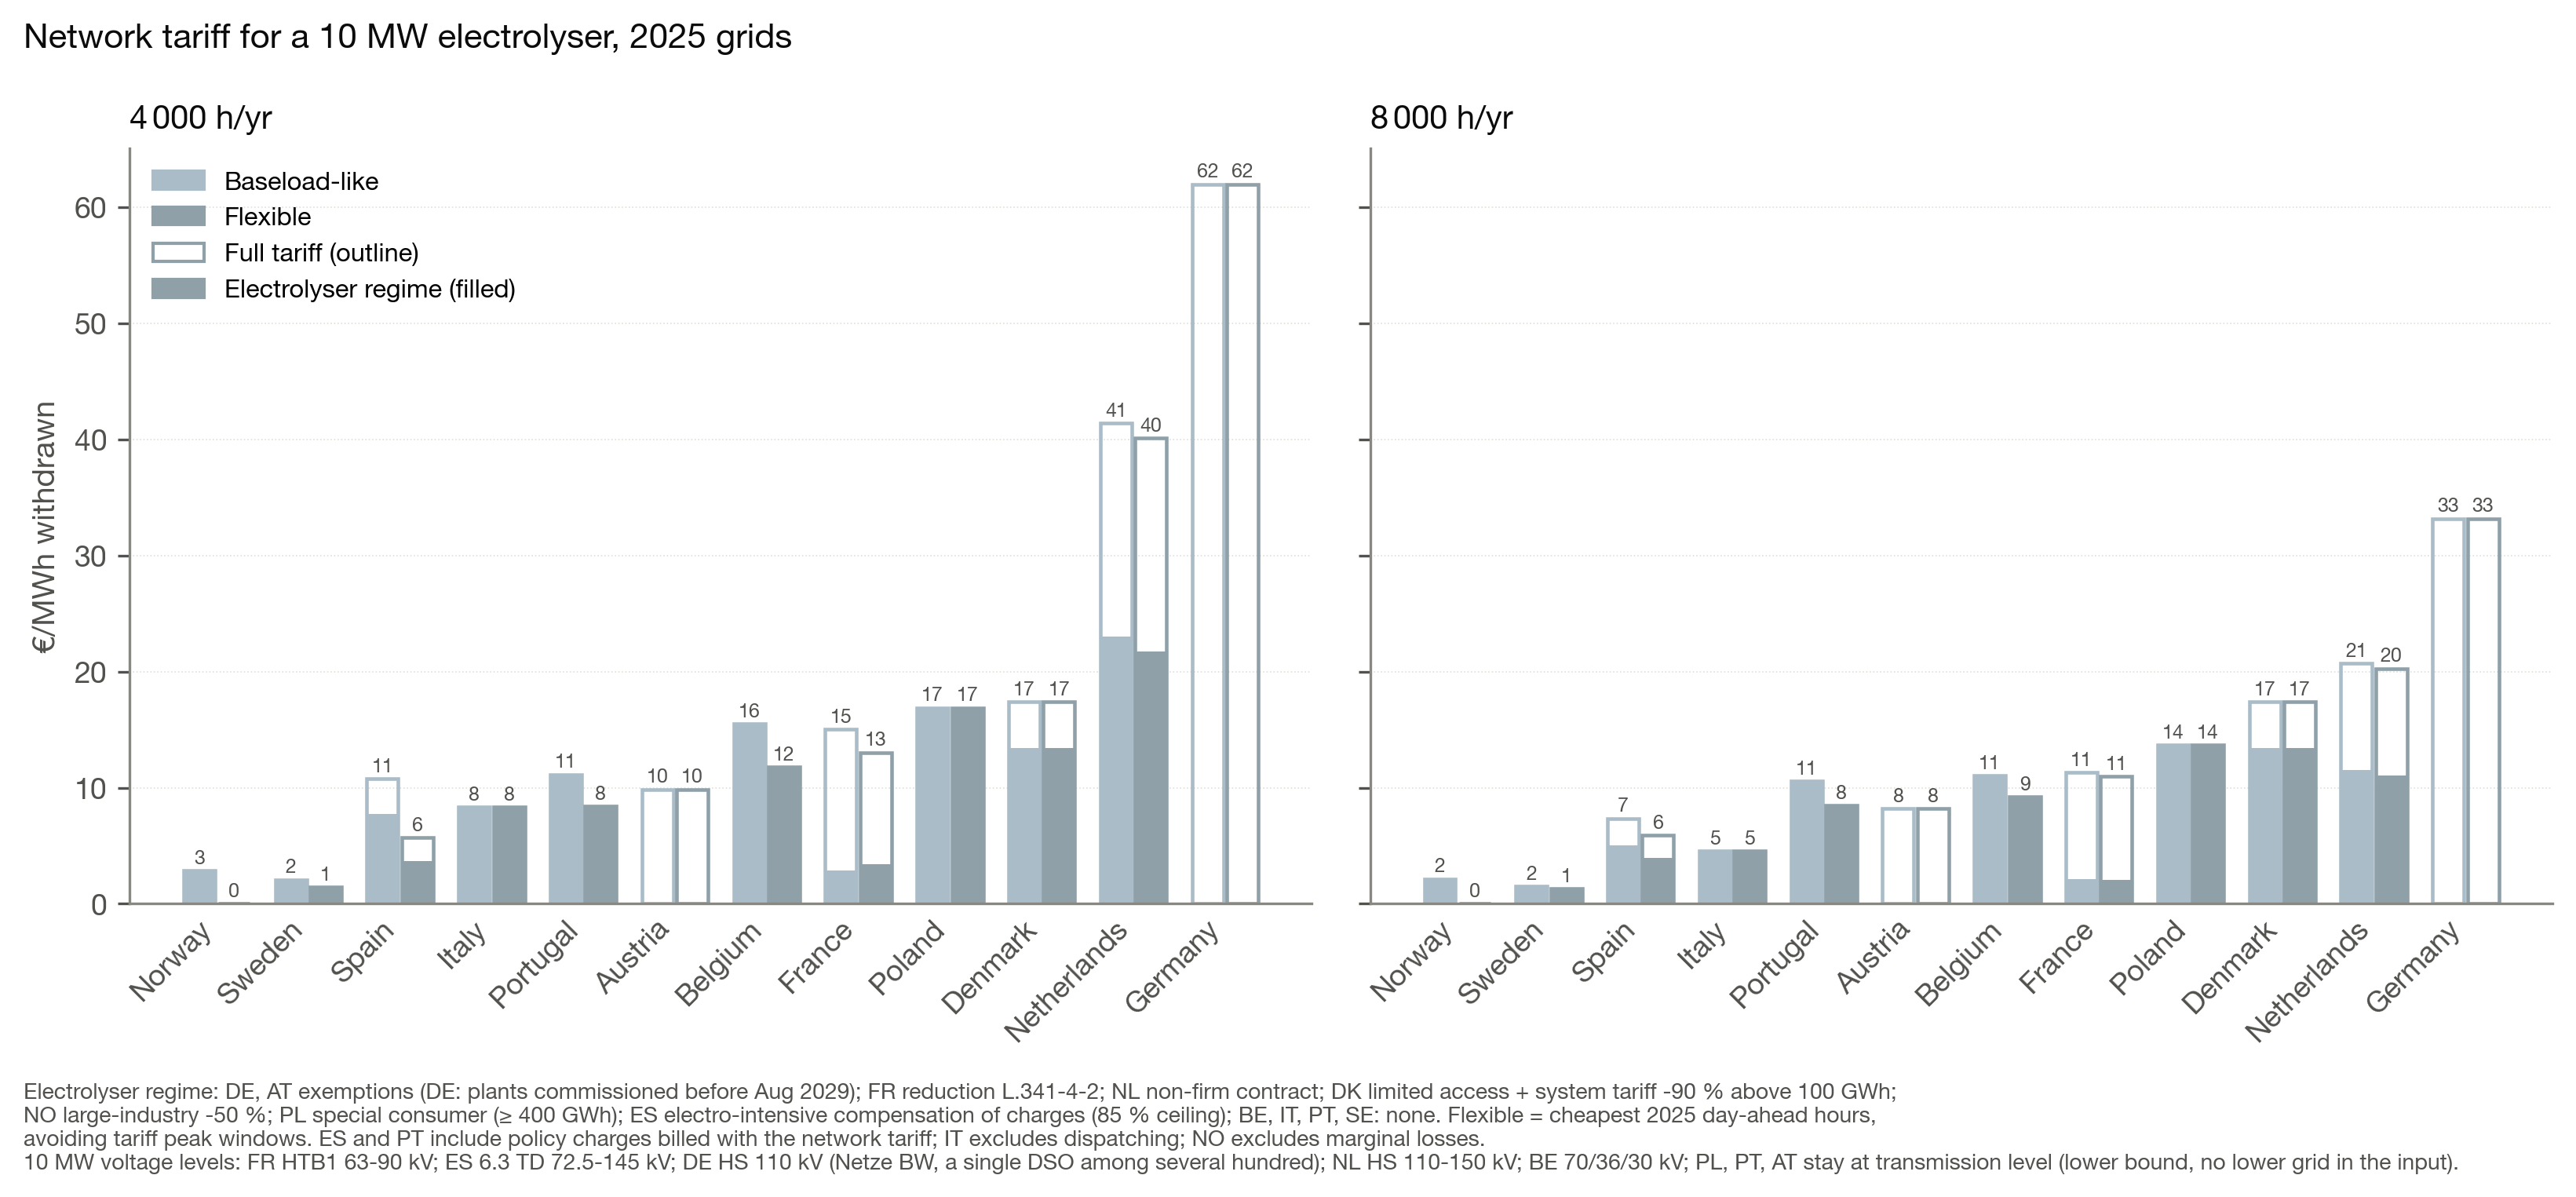 Network tariff for a 10 MW electrolyser, 2025 grids
4 000 h/yr
€/MWh withdrawn
60
50
40
30
20
10
0
Baseload-like
Flexible
Full tariff (outline)
Electrolyser regime (filled)
3
0
2
1
11
6
8
8
11
8
10
10
16
12
15
13
17
17
17
17
41
40
62
62
Norway
Sweden
Spain
Italy
Portugal
Austria
Belgium
France
Poland
Denmark
Netherlands
Germany
8 000 h/yr
2
0
2
1
7
6
5
5
11
8
8
8
11
9
11
11
14
14
17
17
21
20
33
33
Norway
Sweden
Spain
Italy
Portugal
Austria
Belgium
France
Poland
Denmark
Netherlands
Germany
Electrolyser regime: DE, AT exemptions (DE: plants commissioned before Aug 2029); FR reduction L.341-4-2; NL non-firm contract; DK limited access + system tariff -90 % above 100 GWh;
NO large-industry -50 %; PL special consumer (≥ 400 GWh); ES electro-intensive compensation of charges (85 % ceiling); BE, IT, PT, SE: none. Flexible = cheapest 2025 day-ahead hours,
avoiding tariff peak windows. ES and PT include policy charges billed with the network tariff; IT excludes dispatching; NO excludes marginal losses.
10 MW voltage levels: FR HTB1 63-90 kV; ES 6.3 TD 72.5-145 kV; DE HS 110 kV (Netze BW, a single DSO among several hundred); NL HS 110-150 kV; BE 70/36/30 kV; PL, PT, AT stay at transmission level (lower bound, no lower grid in the input).